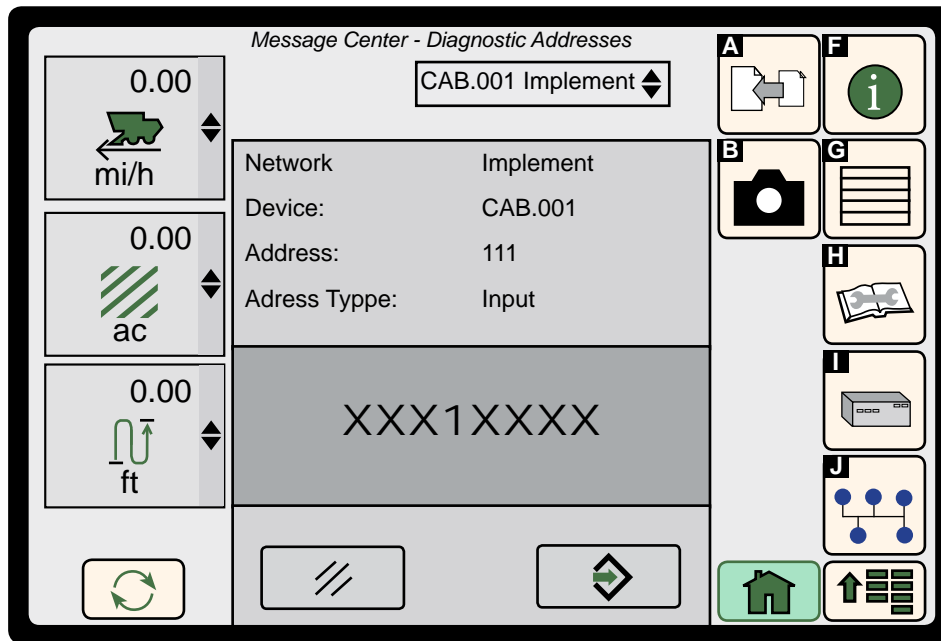 Message Center - Diagnostic Addresses
CAB.001 Implement
0.00
mi/h
0.00
ac
0.00
ft
Network Implement
Device: CAB.001
Address: 111
Adress Typpe: Input
XXX1XXXX
A
F
i
B
G
H
I
J